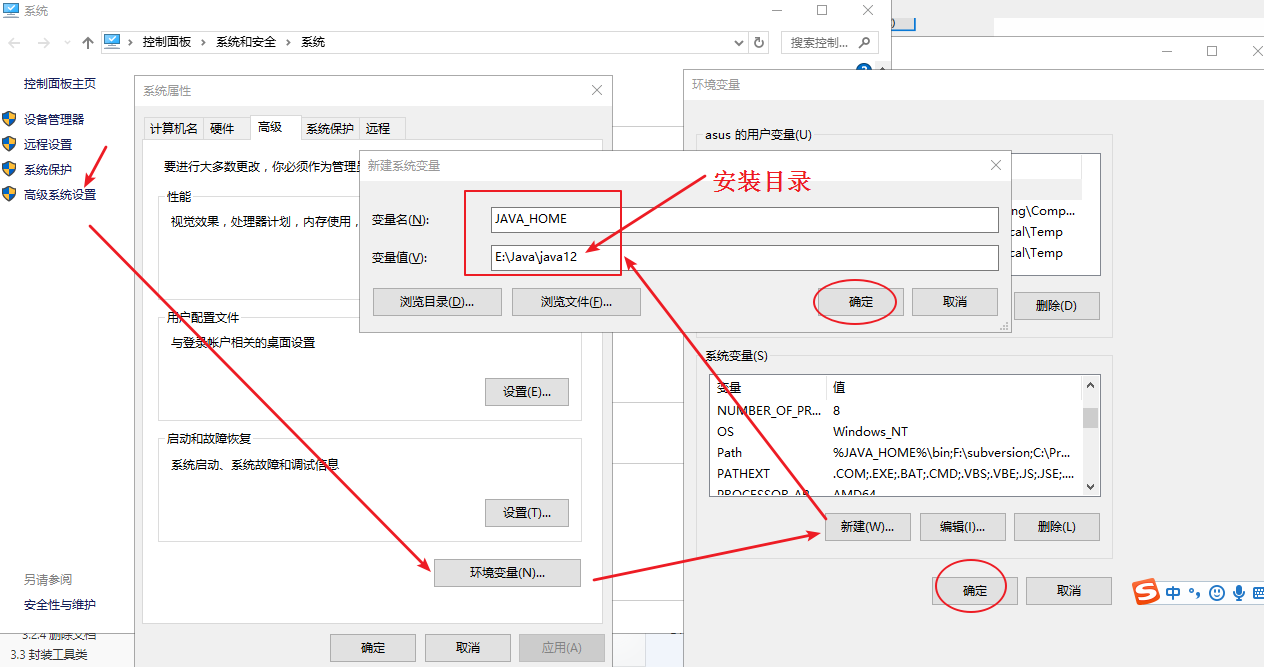 系统
控制面板 › 系统和安全 › 系统
搜索控制...
控制面板主页
设备管理器
远程设置
系统保护
高级系统设置
另请参阅
安全性与维护
3.2.4 删除文档
3.3 封装工具类
系统属性
计算机名 硬件 高级 系统保护 远程
要进行大多数更改，你必须作为管理员
性能
视觉效果，处理器计划，内存使用，
用户配置文件
与登录帐户相关的桌面设置
设置(E)...
启动和故障恢复
系统启动、系统故障和调试信息
设置(T)...
环境变量(N)...
确定 取消 应用(A)
新建系统变量
安装目录
变量名(N): JAVA_HOME
变量值(V): E:\Java\java12
浏览目录(D)... 浏览文件(F)... 确定 取消
环境变量
asus 的用户变量(U)
ng\Comp...
cal\Temp
cal\Temp
删除(D)
系统变量(S)
变量 值
NUMBER_OF_PR... 8
OS Windows_NT
Path %JAVA_HOME%\bin;F:\subversion;C:\Pr...
PATHEXT .COM;.EXE;.BAT;.CMD;.VBS;.VBE;.JS;.JSE;....
PROCESSOR_AR AMD64
新建(W)... 编辑(I)... 删除(L)
确定 取消
S 中